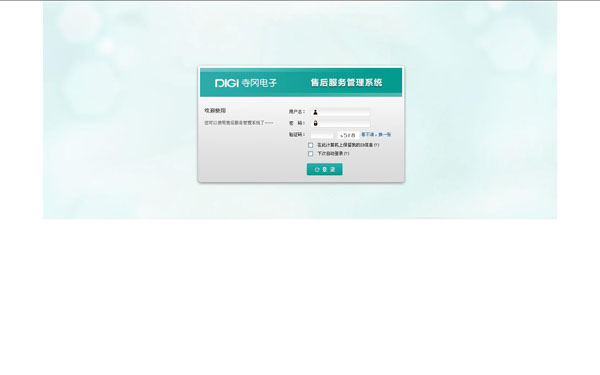 DIGI 寺冈电子 售后服务管理系统
欢迎使用
用户名：
您可以使用售后服务管理系统了
密 码：
验证码： 看不清，换一张
在此计算机上保留我的
下次自动登录(?)
登 录